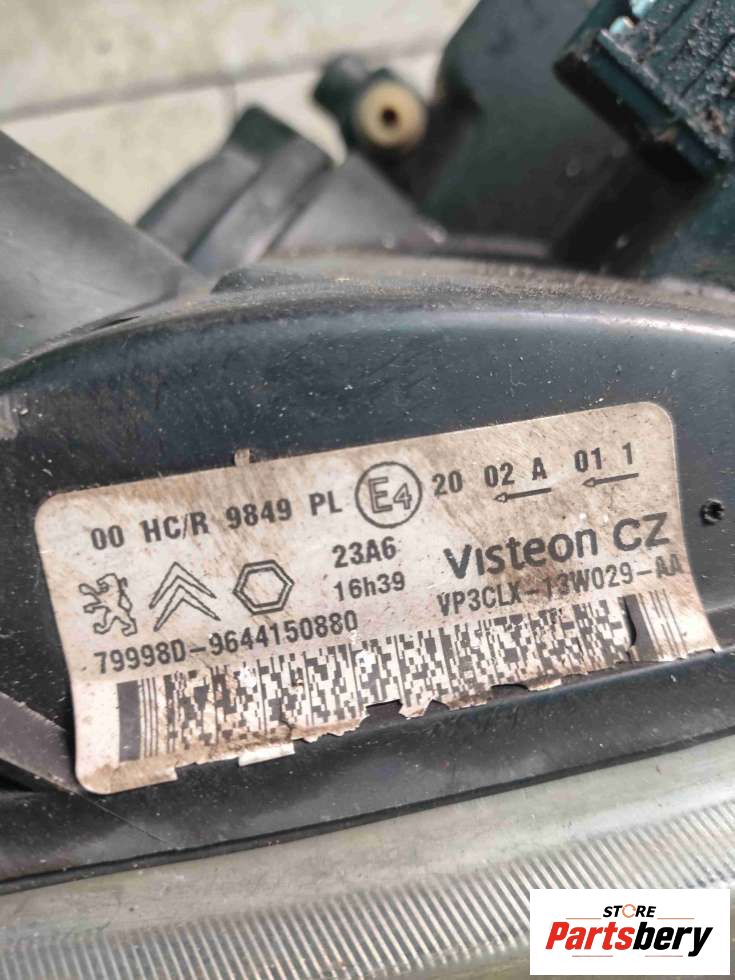 00 HC/R 9849 PL E4 20 02 A 01 1
23A6
16h39
Visteon CZ
VP3CLX-13W029-AA
79998D-9644150880
STORE
Partsbery